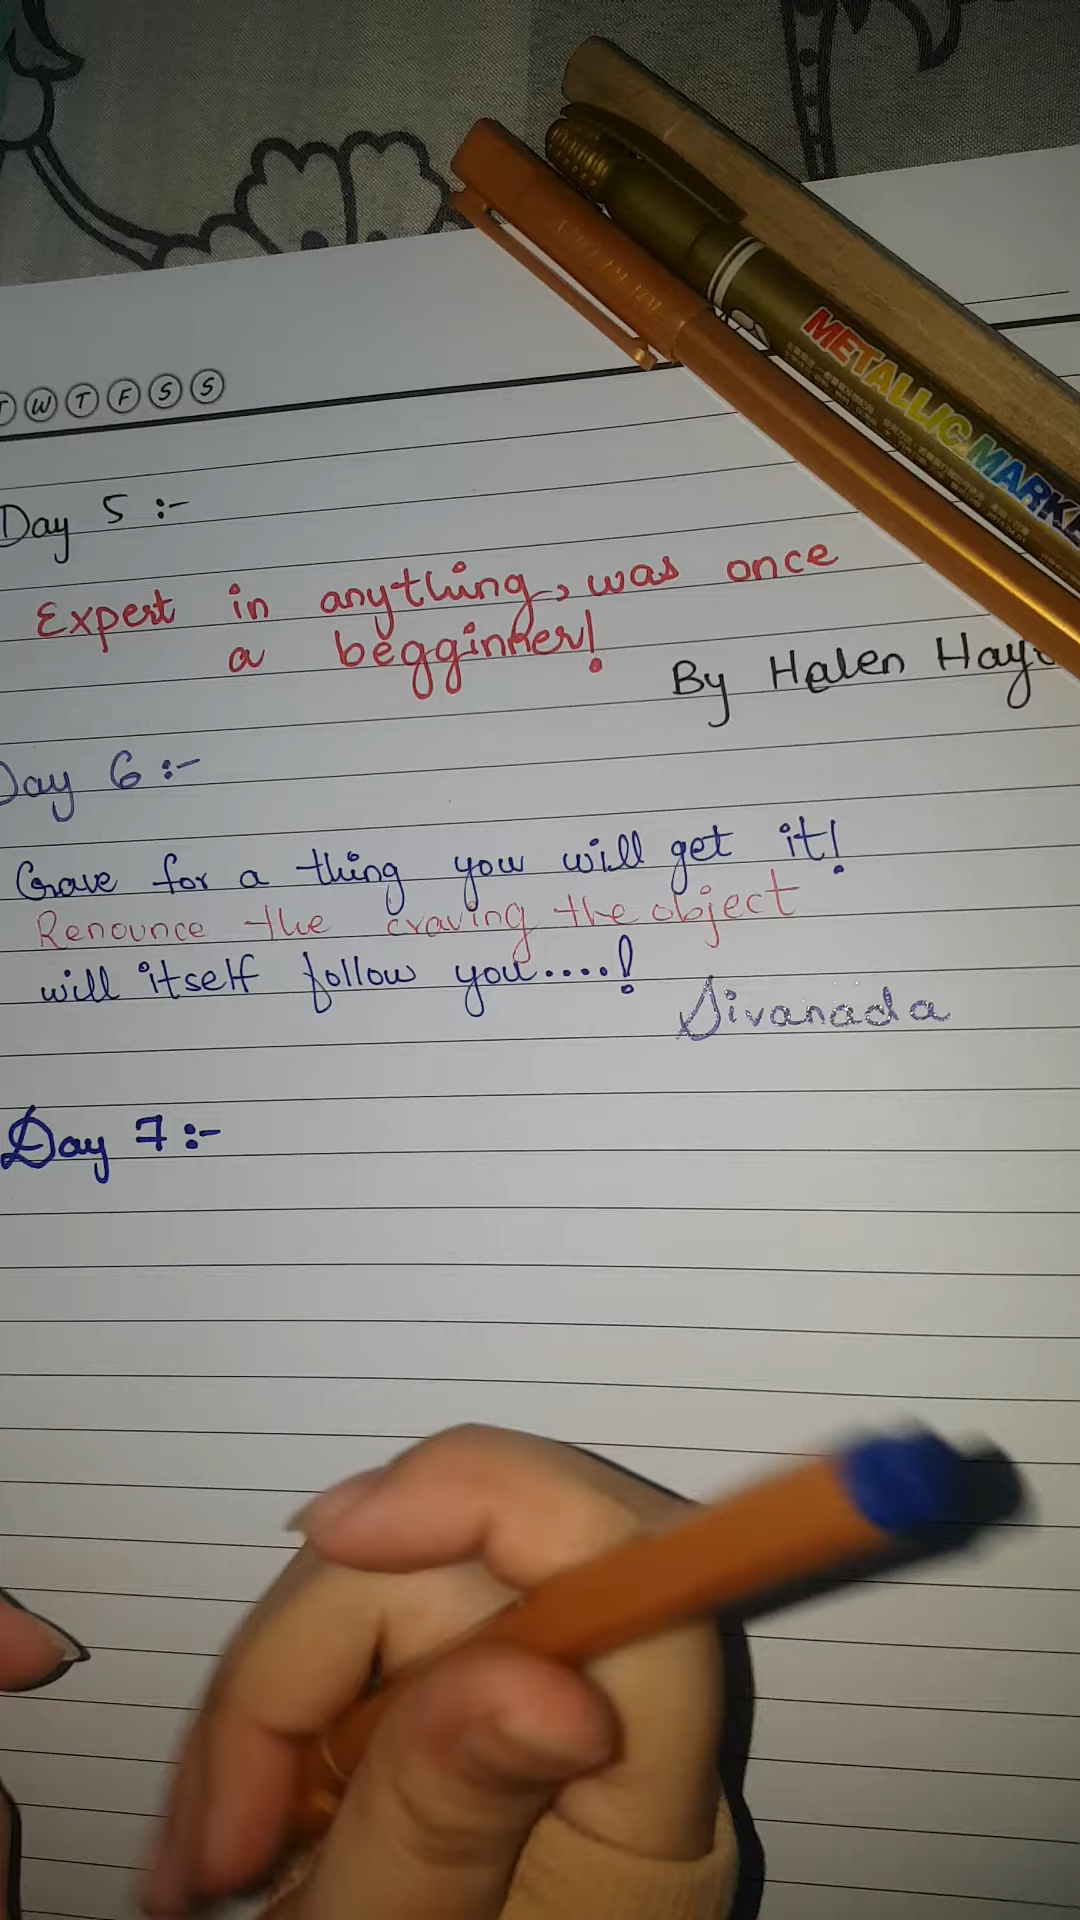 W T F S S
Day 5 :-
Expert in anything, was once
a begginner!
By Helen Haye
Day 6 :-
Crave for a thing you will get it!
Renounce the craving the object
will itself follow you....!
Sivanada
Day 7 :-
METALLIC MARKE